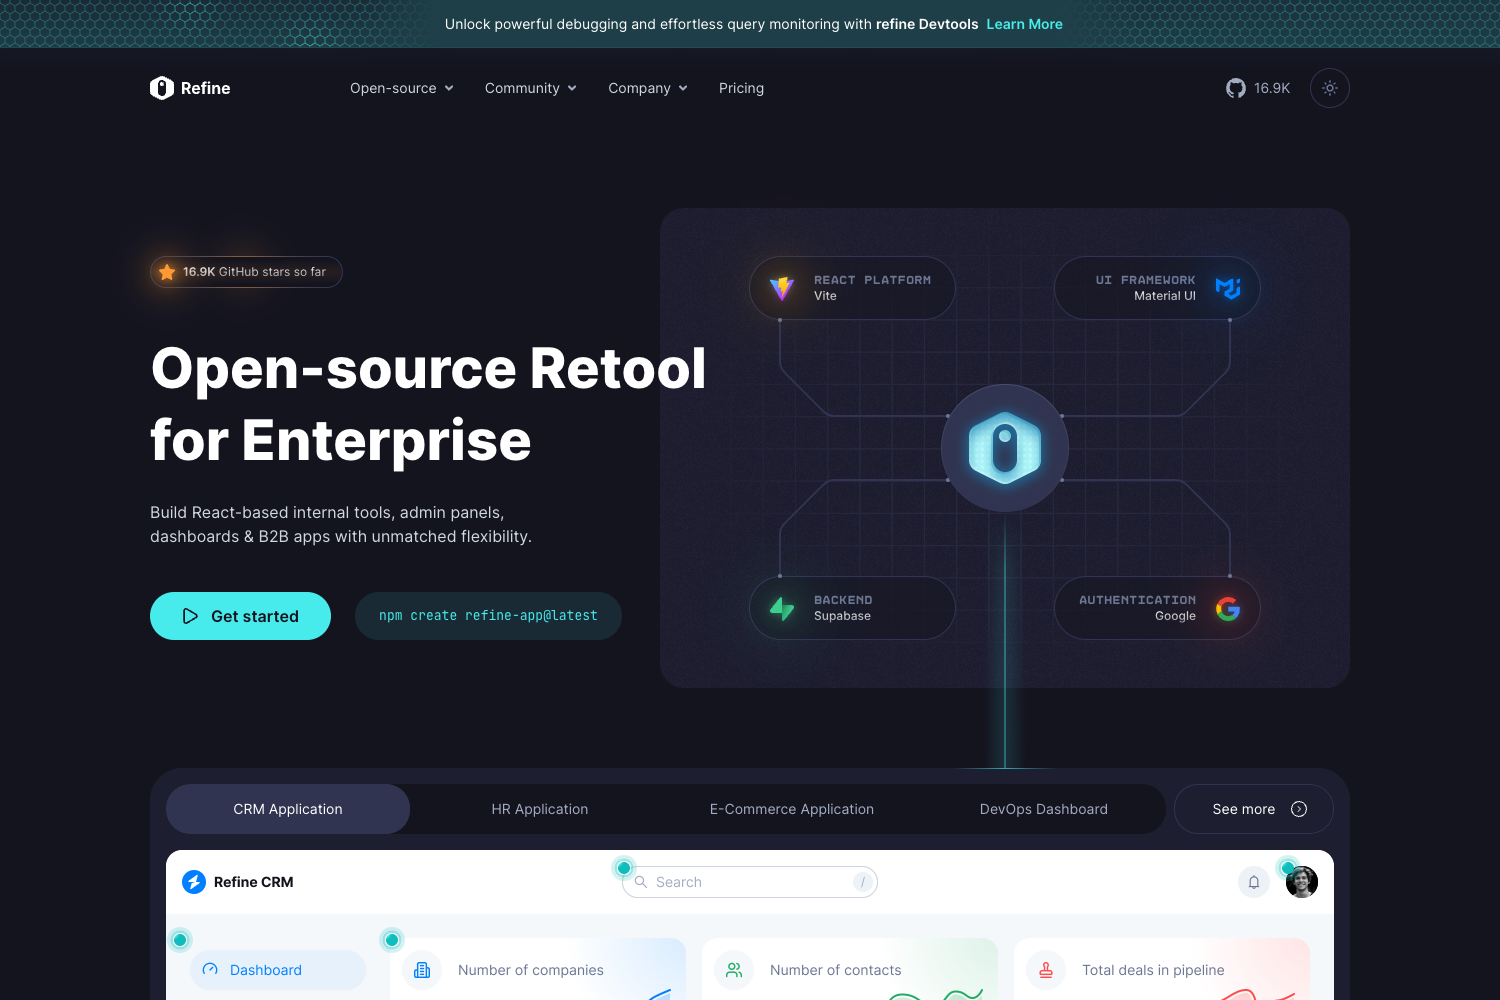 Unlock powerful debugging and effortless query monitoring with refine Devtools Learn More
Refine
Open-source
Community
Company
Pricing
16.9K
16.9K GitHub stars so far
Open-source Retool
for Enterprise
Build React-based internal tools, admin panels,
dashboards & B2B apps with unmatched flexibility.
Get started
npm create refine-app@latest
REACT PLATFORM
Vite
UI FRAMEWORK
Material UI
BACKEND
Supabase
AUTHENTICATION
Google
CRM Application
HR Application
E-Commerce Application
DevOps Dashboard
See more
Refine CRM
Search
/
Dashboard
Number of companies
Number of contacts
Total deals in pipeline